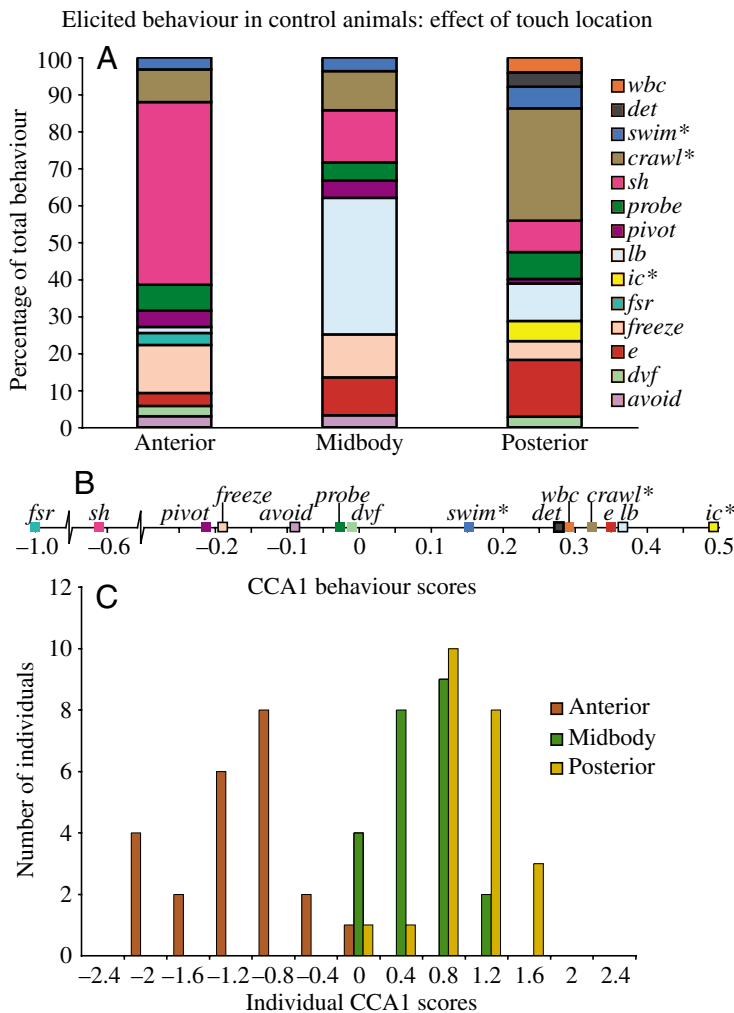 Elicited behaviour in control animals: effect of touch location
A
Percentage of total behaviour
100
90
80
70
60
50
40
30
20
10
0
Anterior Midbody Posterior
wbc
det
swim*
crawl*
sh
probe
pivot
lb
ic*
fsr
freeze
e
dvf
avoid
B
fsr sh pivot freeze avoid probe dvf swim* det wbc crawl* e lb ic*
–1.0 –0.6 –0.2 –0.1 0 0.1 0.2 0.3 0.4 0.5
CCA1 behaviour scores
C
Number of individuals
12
10
8
6
4
2
0
Anterior
Midbody
Posterior
–2.4 –2 –1.6 –1.2 –0.8 –0.4 0 0.4 0.8 1.2 1.6 2 2.4
Individual CCA1 scores